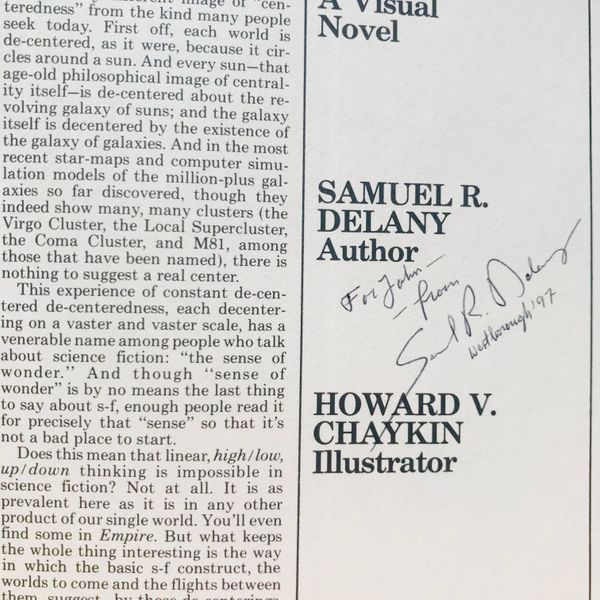 teredness" from the kind many people
seek today. First off, each world is
de-centered, as it were, because it cir-
cles around a sun. And every sun—that
age-old philosophical image of central-
ity itself—is de-centered about the re-
volving galaxy of suns; and the galaxy
itself is decentered by the existence of
the galaxy of galaxies. And in the most
recent star-maps and computer simu-
lation models of the million-plus gal-
axies so far discovered, though they
indeed show many, many clusters (the
Virgo Cluster, the Local Supercluster,
the Coma Cluster, and M81, among
those that have been named), there is
nothing to suggest a real center.
This experience of constant de-cen-
tered de-centeredness, each decenter-
ing on a vaster and vaster scale, has a
venerable name among people who talk
about science fiction: "the sense of
wonder." And though "sense of
wonder" is by no means the last thing
to say about s-f, enough people read it
for precisely that "sense" so that it's
not a bad place to start.
Does this mean that linear, high/low,
up/down thinking is impossible in
science fiction? Not at all. It is as
prevalent here as it is in any other
product of our single world. You'll even
find some in Empire. But what keeps
the whole thing interesting is the way
in which the basic s-f construct, the
worlds to come and the flights between
them, suggest, by these de-centerings
A Visual
Novel
SAMUEL R.
DELANY
Author
For John—
—from
Saml R. Delany
Westborough '97
HOWARD V.
CHAYKIN
Illustrator